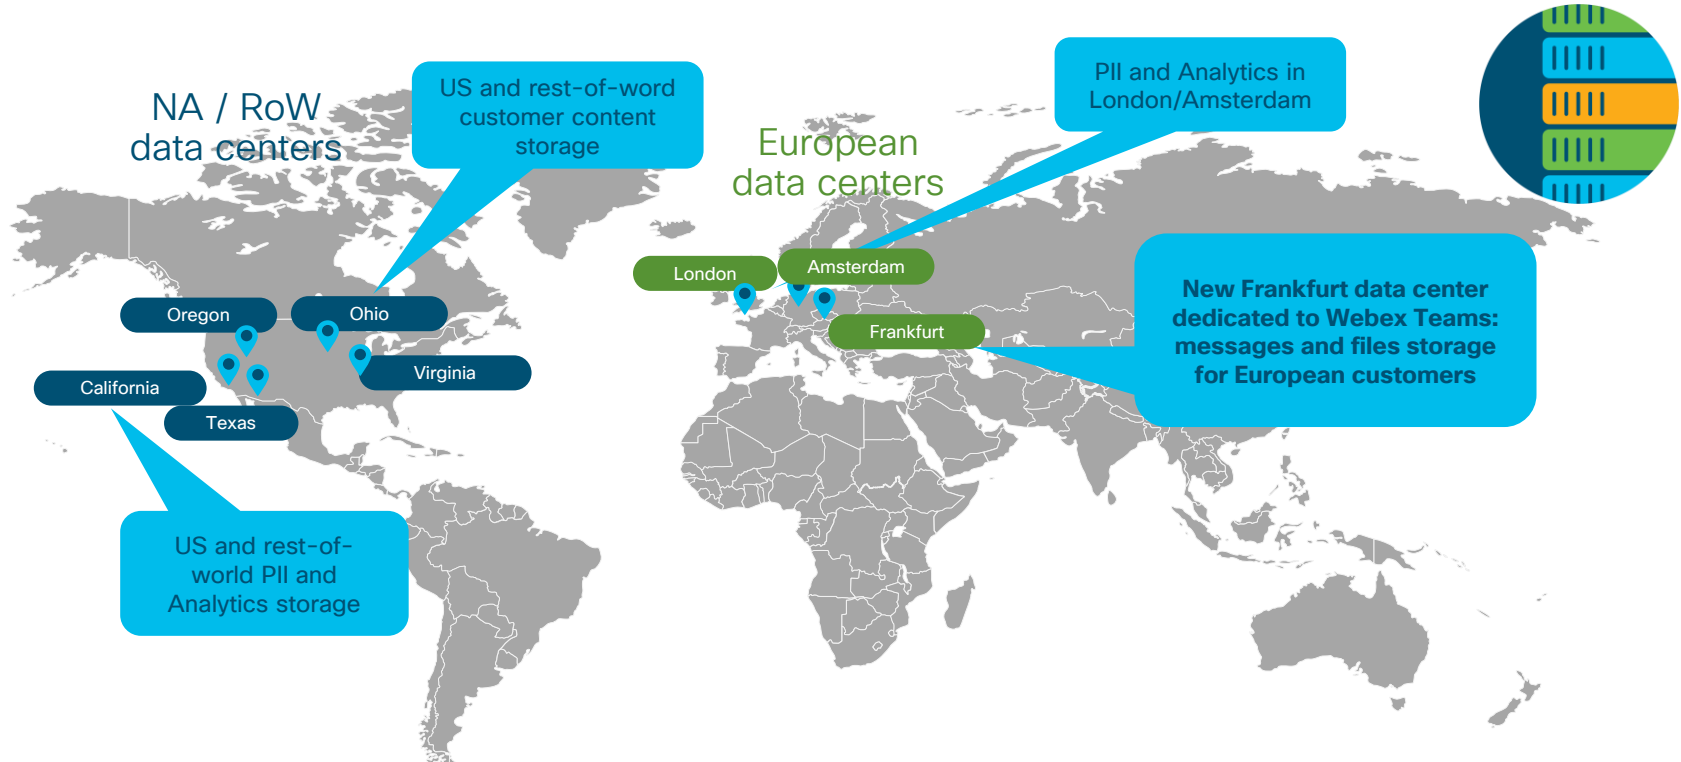 NA / RoW
data centers
US and rest-of-word
customer content
storage
European
data centers
PII and Analytics in
London/Amsterdam
London
Amsterdam
Frankfurt
New Frankfurt data center
dedicated to Webex Teams:
messages and files storage
for European customers
Oregon
Ohio
Virginia
California
Texas
US and rest-of-
world PII and
Analytics storage